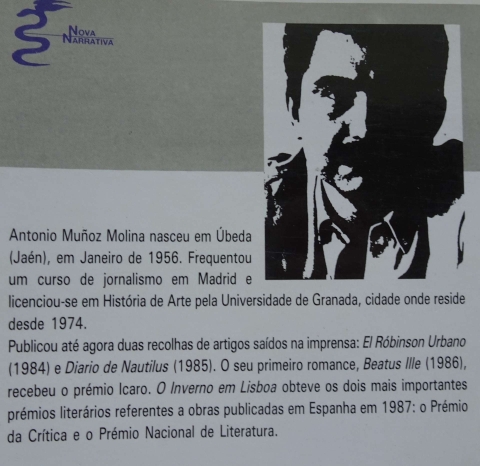 NOVA
NARRATIVA
Antonio Muñoz Molina nasceu em Úbeda
(Jaén), em Janeiro de 1956. Frequentou
um curso de jornalismo em Madrid e
licenciou-se em História de Arte pela Universidade de Granada, cidade onde reside
desde 1974.
Publicou até agora duas recolhas de artigos saídos na imprensa: El Róbinson Urbano
(1984) e Diario de Nautilus (1985). O seu primeiro romance, Beatus Ille (1986),
recebeu o prémio Icaro. O Inverno em Lisboa obteve os dois mais importantes
prémios literários referentes a obras publicadas em Espanha em 1987: o Prémio
da Crítica e o Prémio Nacional de Literatura.